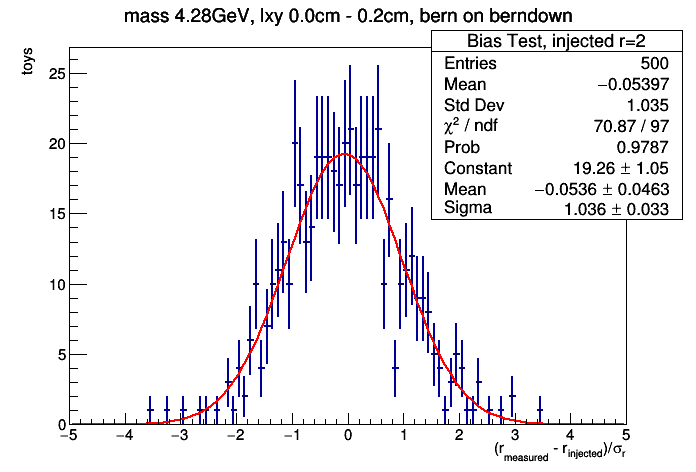 mass 4.28GeV, lxy 0.0cm - 0.2cm, bern on berndown
toys
Bias Test, injected r=2
Entries 500
Mean −0.05397
Std Dev 1.035
χ² / ndf 70.87 / 97
Prob 0.9787
Constant 19.26 ± 1.05
Mean −0.0536 ± 0.0463
Sigma 1.036 ± 0.033
25
20
15
10
5
0
−5 −4 −3 −2 −1 0 1 2 3 4 5
(r_measured - r_injected)/σ_r